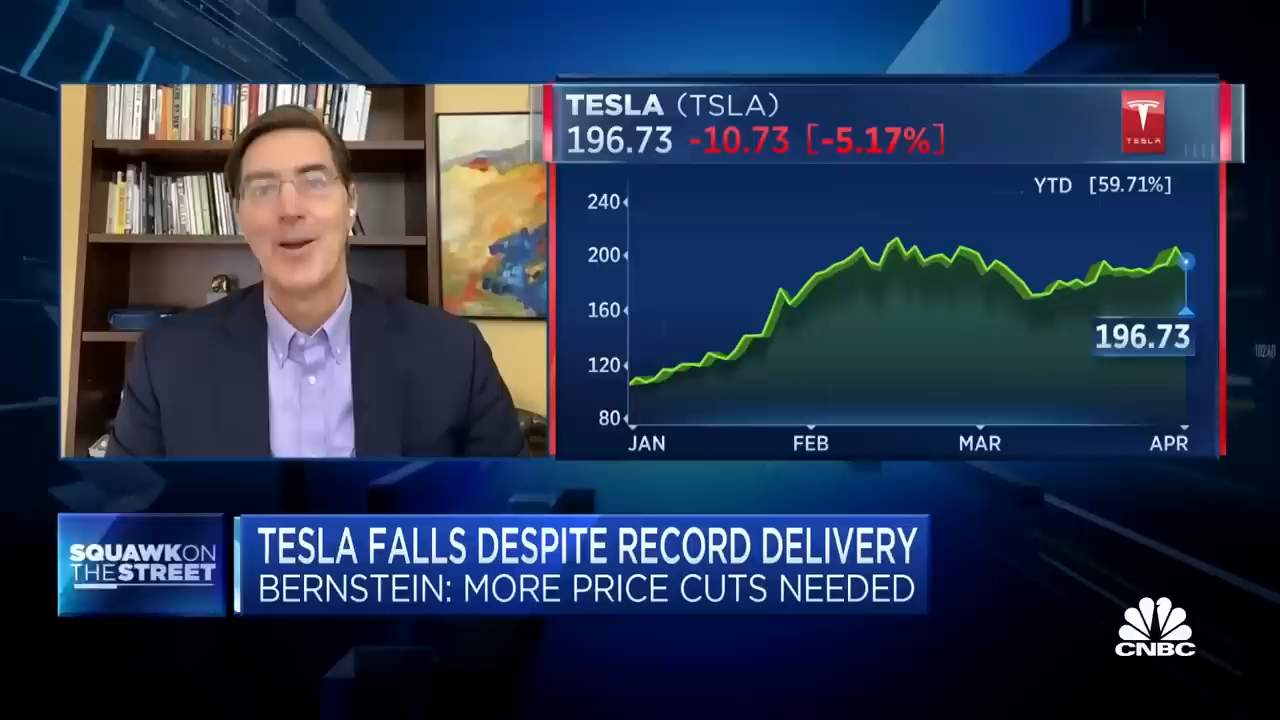 TESLA (TSLA)
196.73 -10.73 [-5.17%]
TESLA
YTD [59.71%]
240
200
160
120
80
196.73
JAN FEB MAR APR
SQUAWK ON
THE STREET
TESLA FALLS DESPITE RECORD DELIVERY
BERNSTEIN: MORE PRICE CUTS NEEDED
CNBC